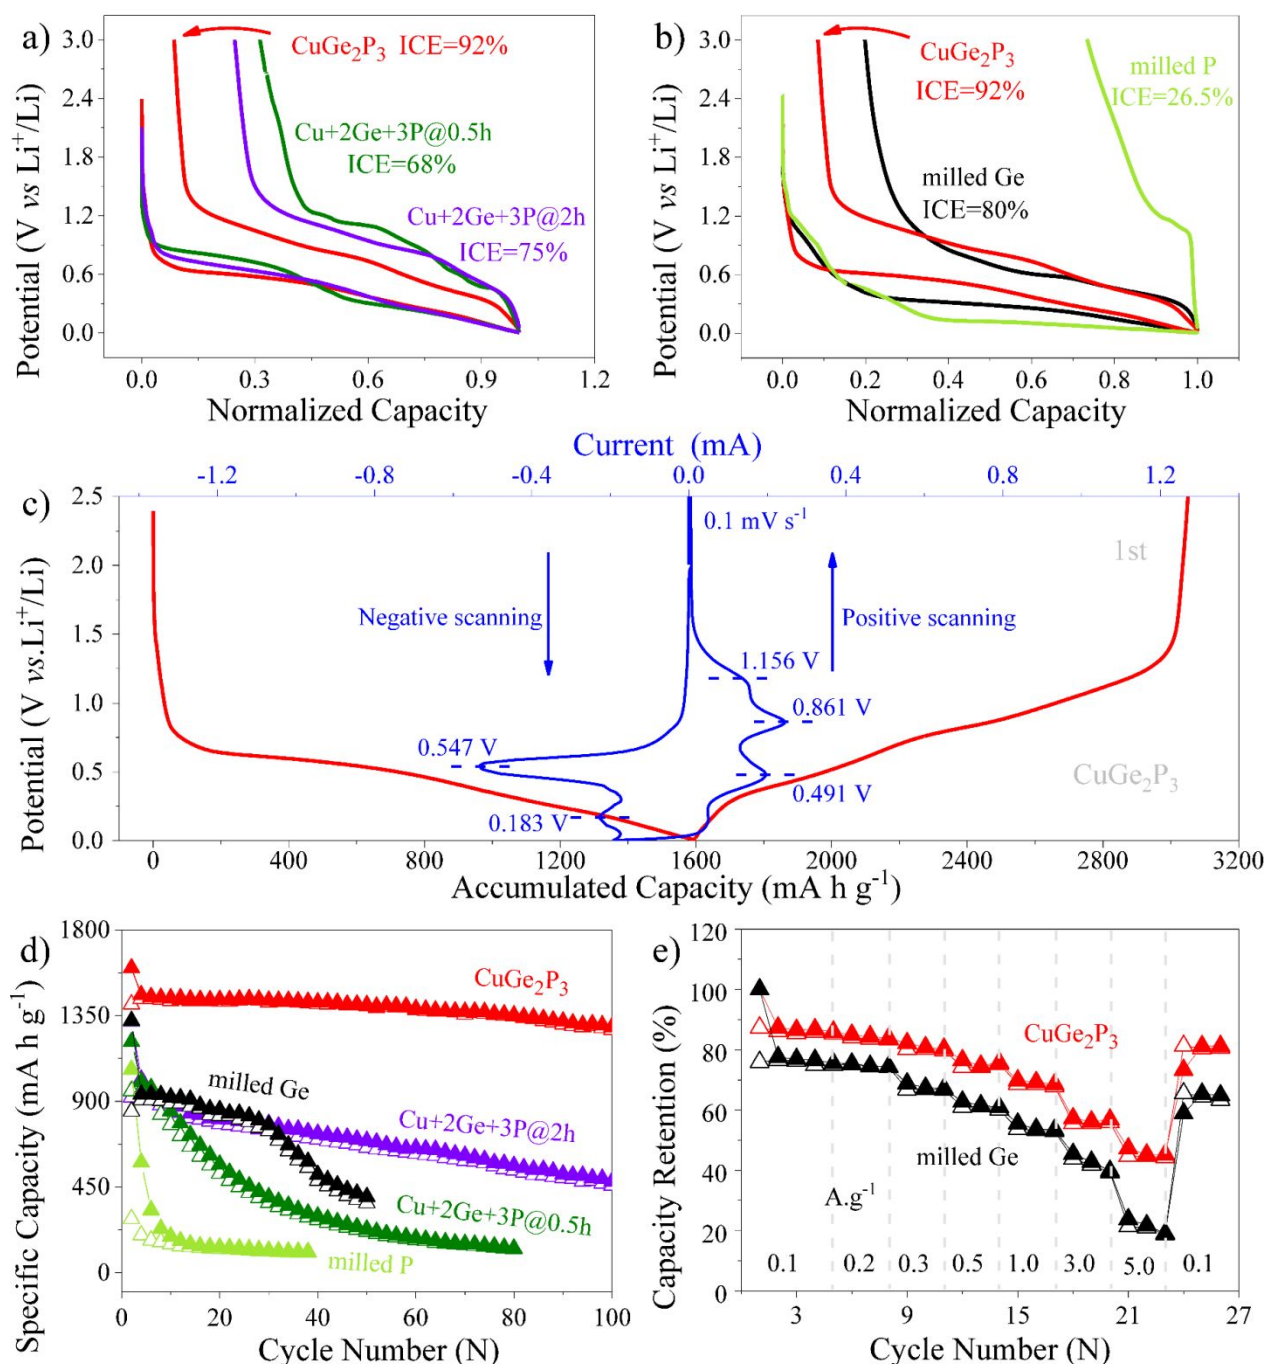 a)
3.0
2.4
1.8
1.2
0.6
0.0
Potential (V vs Li⁺/Li)
CuGe₂P₃ ICE=92%
Cu+2Ge+3P@0.5h
ICE=68%
Cu+2Ge+3P@2h
ICE=75%
0.0 0.3 0.6 0.9 1.2
Normalized Capacity
b)
3.0
2.4
1.8
1.2
0.6
0.0
Potential (V vs Li⁺/Li)
CuGe₂P₃
ICE=92%
milled P
ICE=26.5%
milled Ge
ICE=80%
0.0 0.2 0.4 0.6 0.8 1.0
Normalized Capacity
Current (mA)
-1.2 -0.8 -0.4 0.0 0.4 0.8 1.2
c)
2.5
2.0
1.5
1.0
0.5
0.0
Potential (V vs.Li⁺/Li)
0.1 mV s⁻¹
1st
Negative scanning
Positive scanning
1.156 V
0.861 V
0.547 V
0.491 V
0.183 V
CuGe₂P₃
0 400 800 1200 1600 2000 2400 2800 3200
Accumulated Capacity (mA h g⁻¹)
d)
1800
1350
900
450
0
Specific Capacity (mA h g⁻¹)
CuGe₂P₃
milled Ge
Cu+2Ge+3P@2h
Cu+2Ge+3P@0.5h
milled P
0 20 40 60 80 100
Cycle Number (N)
e)
120
100
80
60
40
20
0
Capacity Retention (%)
CuGe₂P₃
milled Ge
A.g⁻¹
0.1 0.2 0.3 0.5 1.0 3.0 5.0 0.1
3 9 15 21 27
Cycle Number (N)